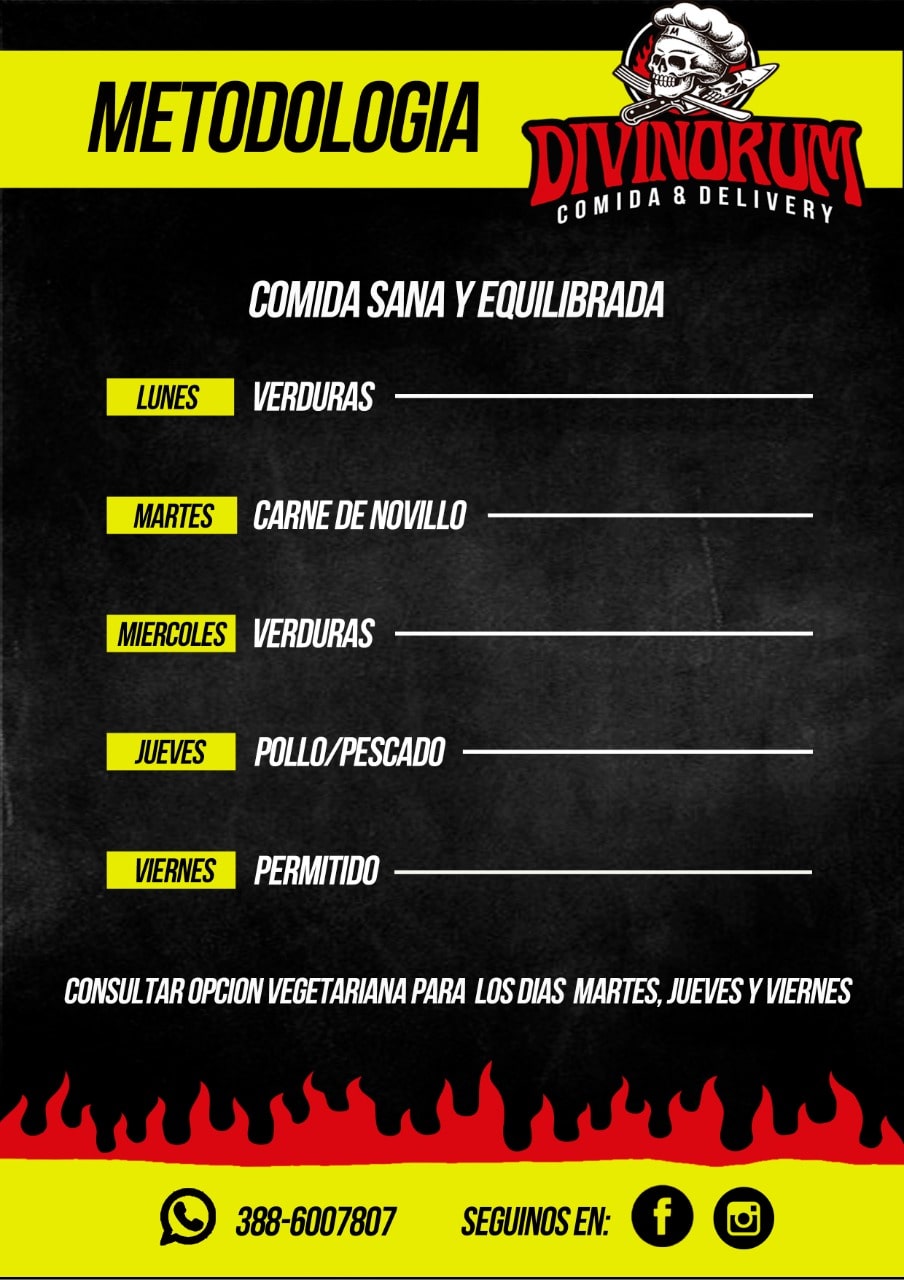 METODOLOGIA
M
DIVINORUM
COMIDA & DELIVERY
COMIDA SANA Y EQUILIBRADA
LUNES VERDURAS
MARTES CARNE DE NOVILLO
MIERCOLES VERDURAS
JUEVES POLLO/PESCADO
VIERNES PERMITIDO
CONSULTAR OPCION VEGETARIANA PARA LOS DIAS MARTES, JUEVES Y VIERNES
388-6007807 SEGUINOS EN: